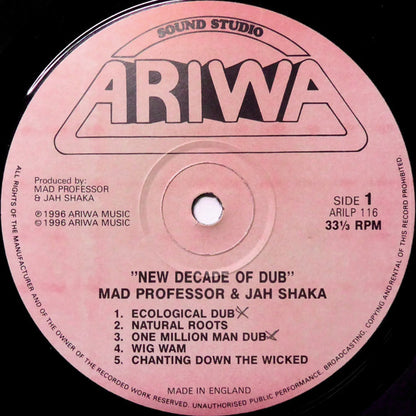 SOUND STUDIO
ARIWA
Produced by:
MAD PROFESSOR
& JAH SHAKA
℗ 1996 ARIWA MUSIC
© 1996 ARIWA MUSIC
SIDE 1
ARILP 116
33⅓ RPM
"NEW DECADE OF DUB"
MAD PROFESSOR & JAH SHAKA
1. ECOLOGICAL DUB
2. NATURAL ROOTS
3. ONE MILLION MAN DUB
4. WIG WAM
5. CHANTING DOWN THE WICKED
MADE IN ENGLAND
ALL RIGHTS OF THE MANUFACTURER AND OF THE OWNER OF THE RECORDED WORK RESERVED. UNAUTHORISED PUBLIC PERFORMANCE, BROADCASTING, COPYING AND RENTAL OF THIS RECORD PROHIBITED.